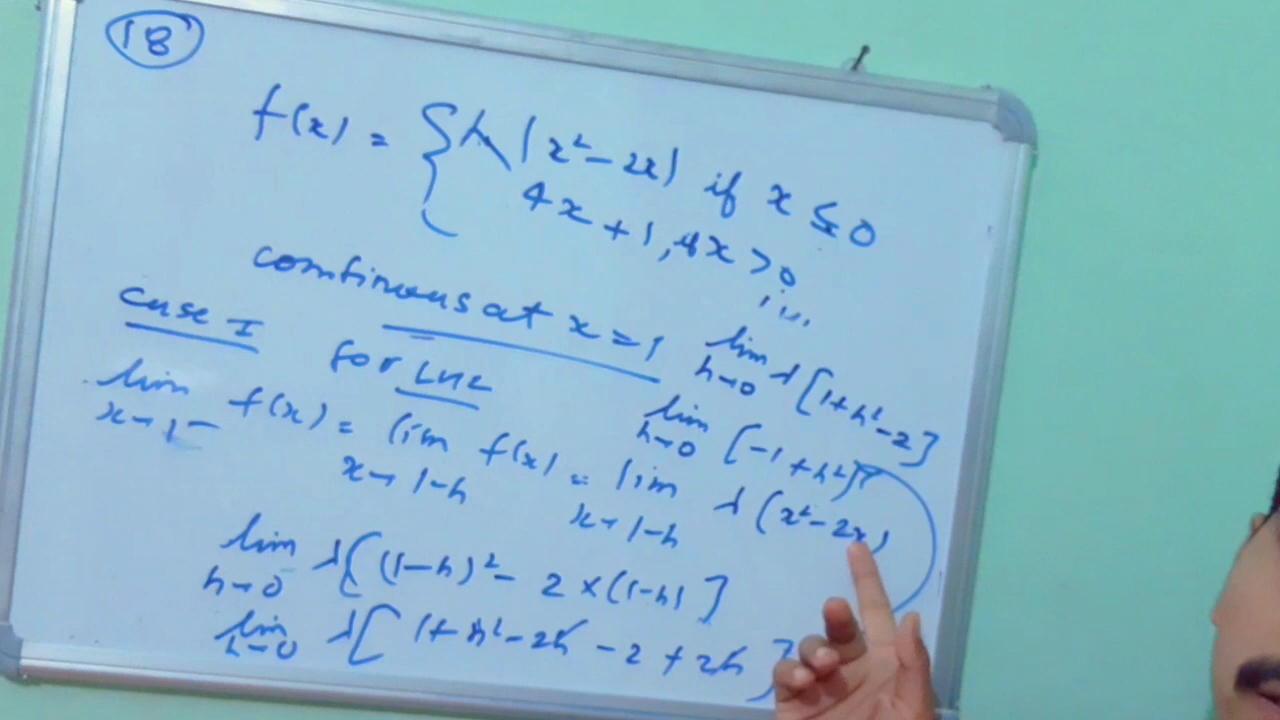 18
f(x) = { λ (x² - 2x) if x ≤ 0
4x + 1, if x > 0
continuous at x = 1
Case I
For LHL
lim x→1⁻ f(x) = lim x→1-h f(x) = lim x→1-h λ (x² - 2x)
lim h→0 λ[(1-h)² - 2×(1-h)]
lim h→0 λ[1 + h² - 2h - 2 + 2h]
lim h→0 λ[1+h²-2]
lim h→0 [-1+h²]